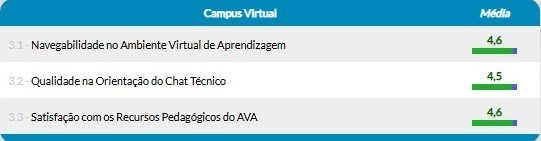 Campus Virtual Média
3.1 - Navegabilidade no Ambiente Virtual de Aprendizagem 4,6
3.2 - Qualidade na Orientação do Chat Técnico 4,5
3.3 - Satisfação com os Recursos Pedagógicos do AVA 4,6